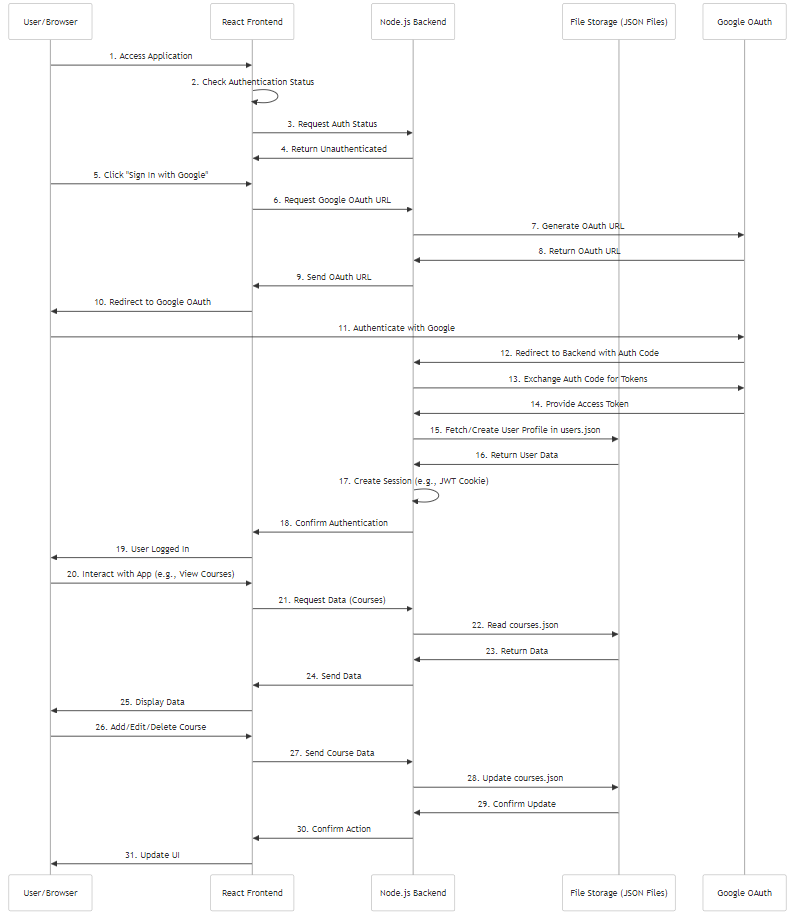 User/Browser
React Frontend
Node.js Backend
File Storage (JSON Files)
Google OAuth
1. Access Application
2. Check Authentication Status
3. Request Auth Status
4. Return Unauthenticated
5. Click "Sign In with Google"
6. Request Google OAuth URL
7. Generate OAuth URL
8. Return OAuth URL
9. Send OAuth URL
10. Redirect to Google OAuth
11. Authenticate with Google
12. Redirect to Backend with Auth Code
13. Exchange Auth Code for Tokens
14. Provide Access Token
15. Fetch/Create User Profile in users.json
16. Return User Data
17. Create Session (e.g., JWT Cookie)
18. Confirm Authentication
19. User Logged In
20. Interact with App (e.g., View Courses)
21. Request Data (Courses)
22. Read courses.json
23. Return Data
24. Send Data
25. Display Data
26. Add/Edit/Delete Course
27. Send Course Data
28. Update courses.json
29. Confirm Update
30. Confirm Action
31. Update UI
User/Browser
React Frontend
Node.js Backend
File Storage (JSON Files)
Google OAuth